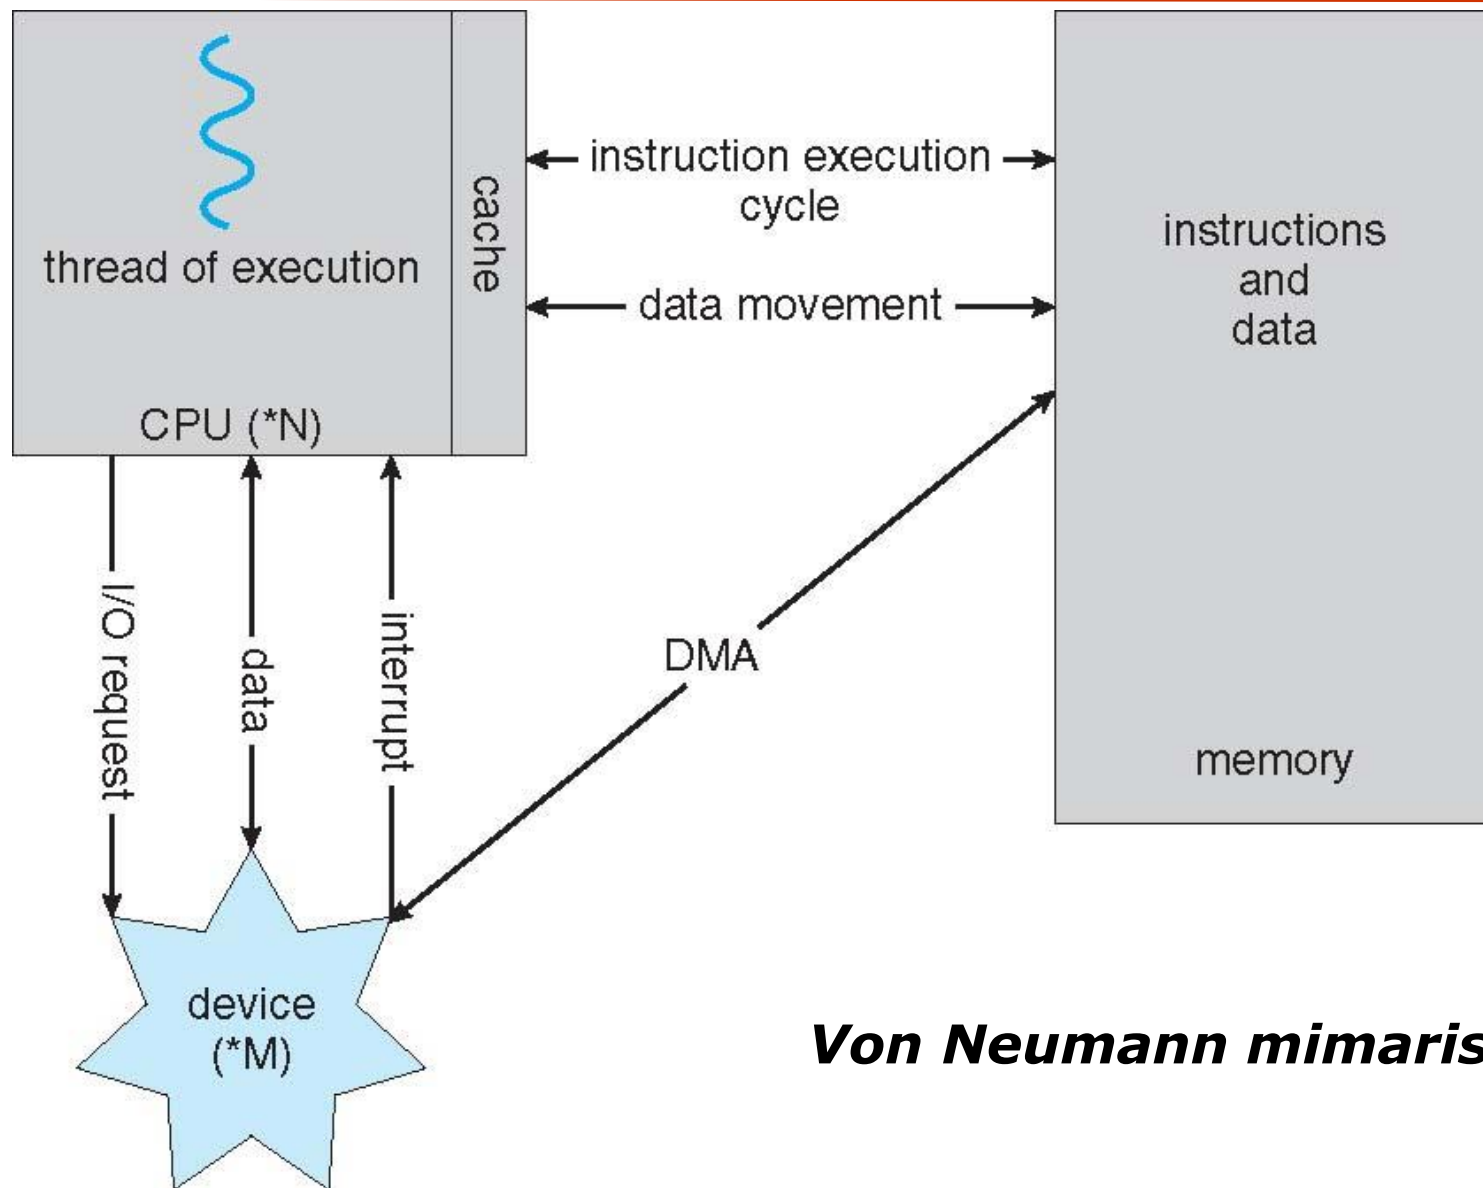 thread of execution
CPU (*N)
cache
instruction execution
cycle
data movement
instructions
and
data
memory
I/O request
data
interrupt
DMA
device
(*M)
Von Neumann mimaris